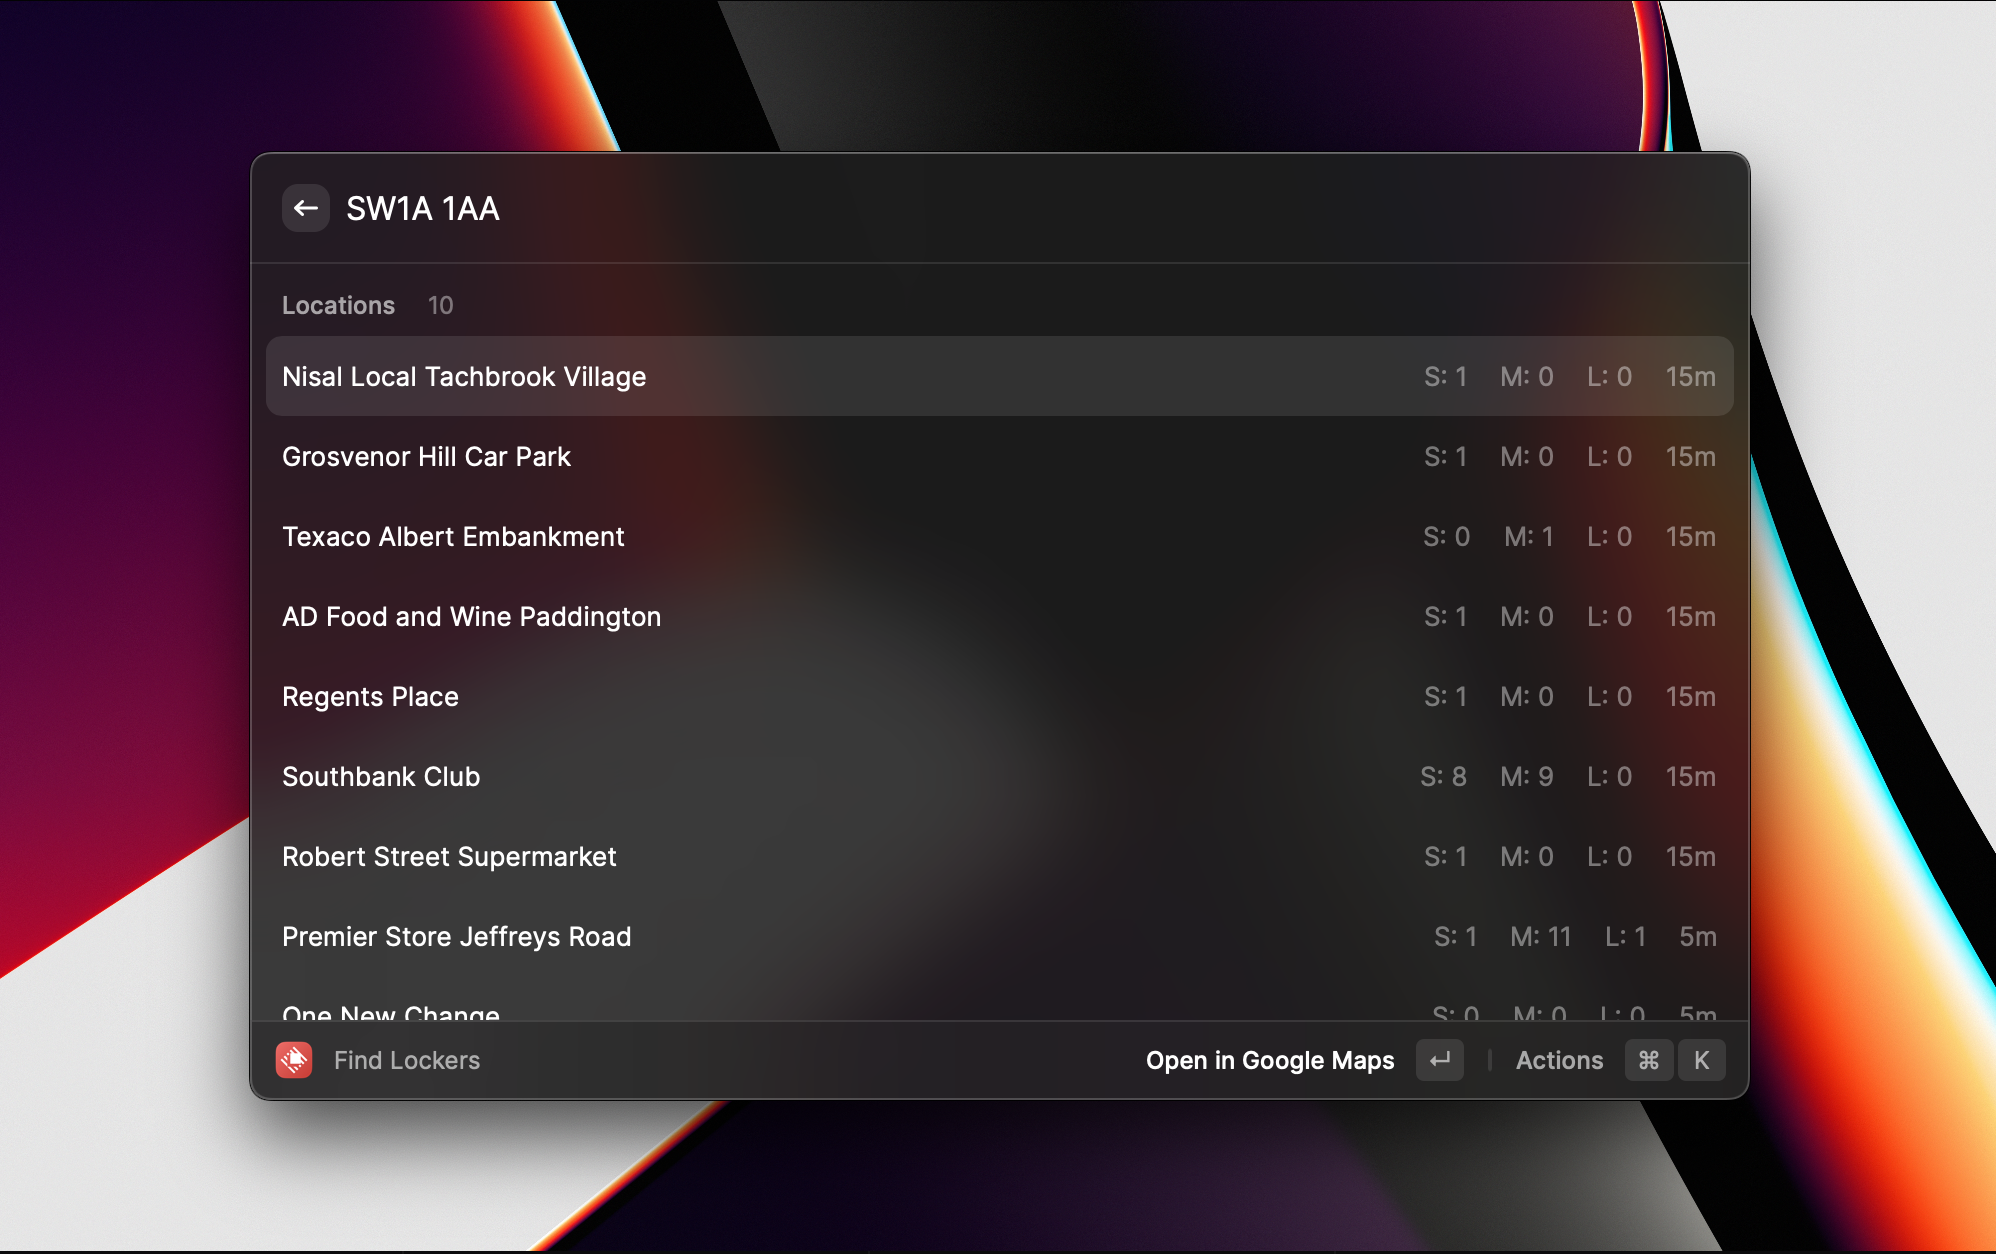 SW1A 1AA
Locations 10
Nisal Local Tachbrook Village S: 1 M: 0 L: 0 15m
Grosvenor Hill Car Park S: 1 M: 0 L: 0 15m
Texaco Albert Embankment S: 0 M: 1 L: 0 15m
AD Food and Wine Paddington S: 1 M: 0 L: 0 15m
Regents Place S: 1 M: 0 L: 0 15m
Southbank Club S: 8 M: 9 L: 0 15m
Robert Street Supermarket S: 1 M: 0 L: 0 15m
Premier Store Jeffreys Road S: 1 M: 11 L: 1 5m
One New Change S: 0 M: 0 L: 0 5m
Find Lockers Open in Google Maps Actions ⌘ K